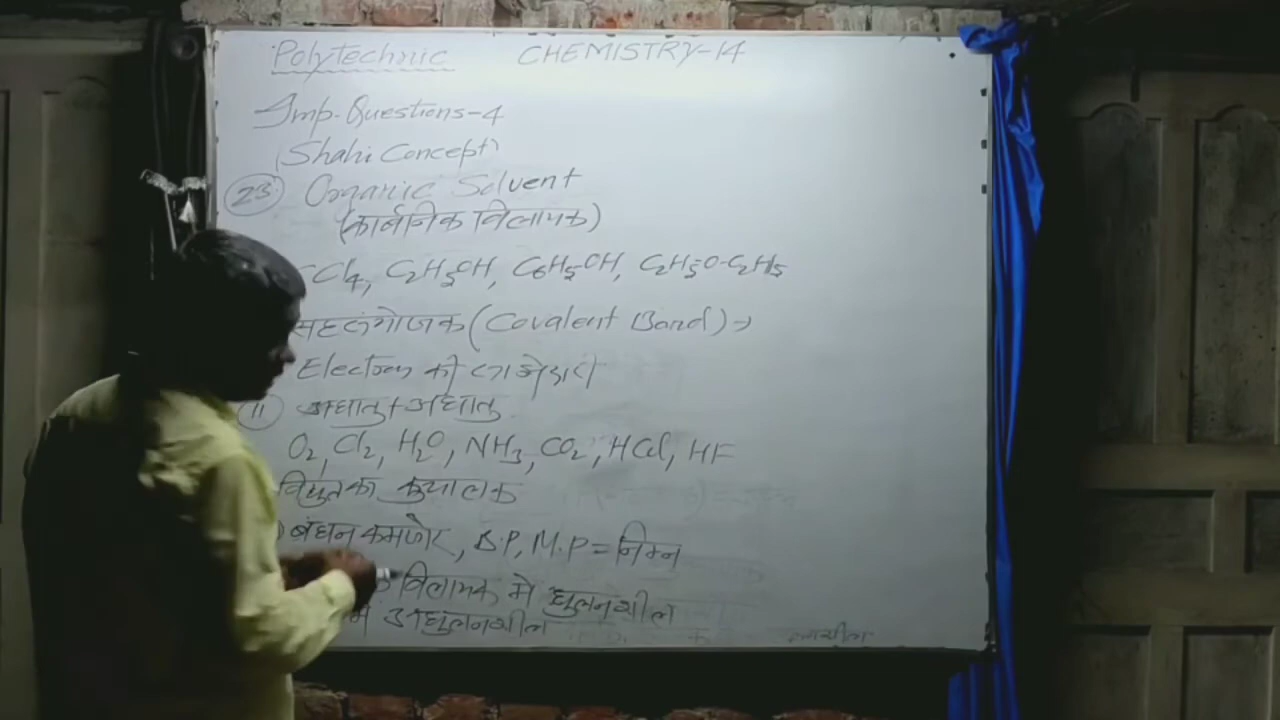 Polytechnic CHEMISTRY-14
Imp. Questions-4
(Shahi Concept)
23. Organic Solvent
(कार्बनिक विलायक)
CCl4, C2H5OH, C6H5OH, C2H5-O-C2H5
सहसंयोजक (Covalent Bond) →
Electron की साझेदारी
11 अधातु + अधातु
O2, Cl2, H2O, NH3, CO2, HCl, HF
विद्युत का कुचालक
बंधन कमजोर, B.P, M.P = निम्न
विलायक मे घुलनशील
में अघुलनशील